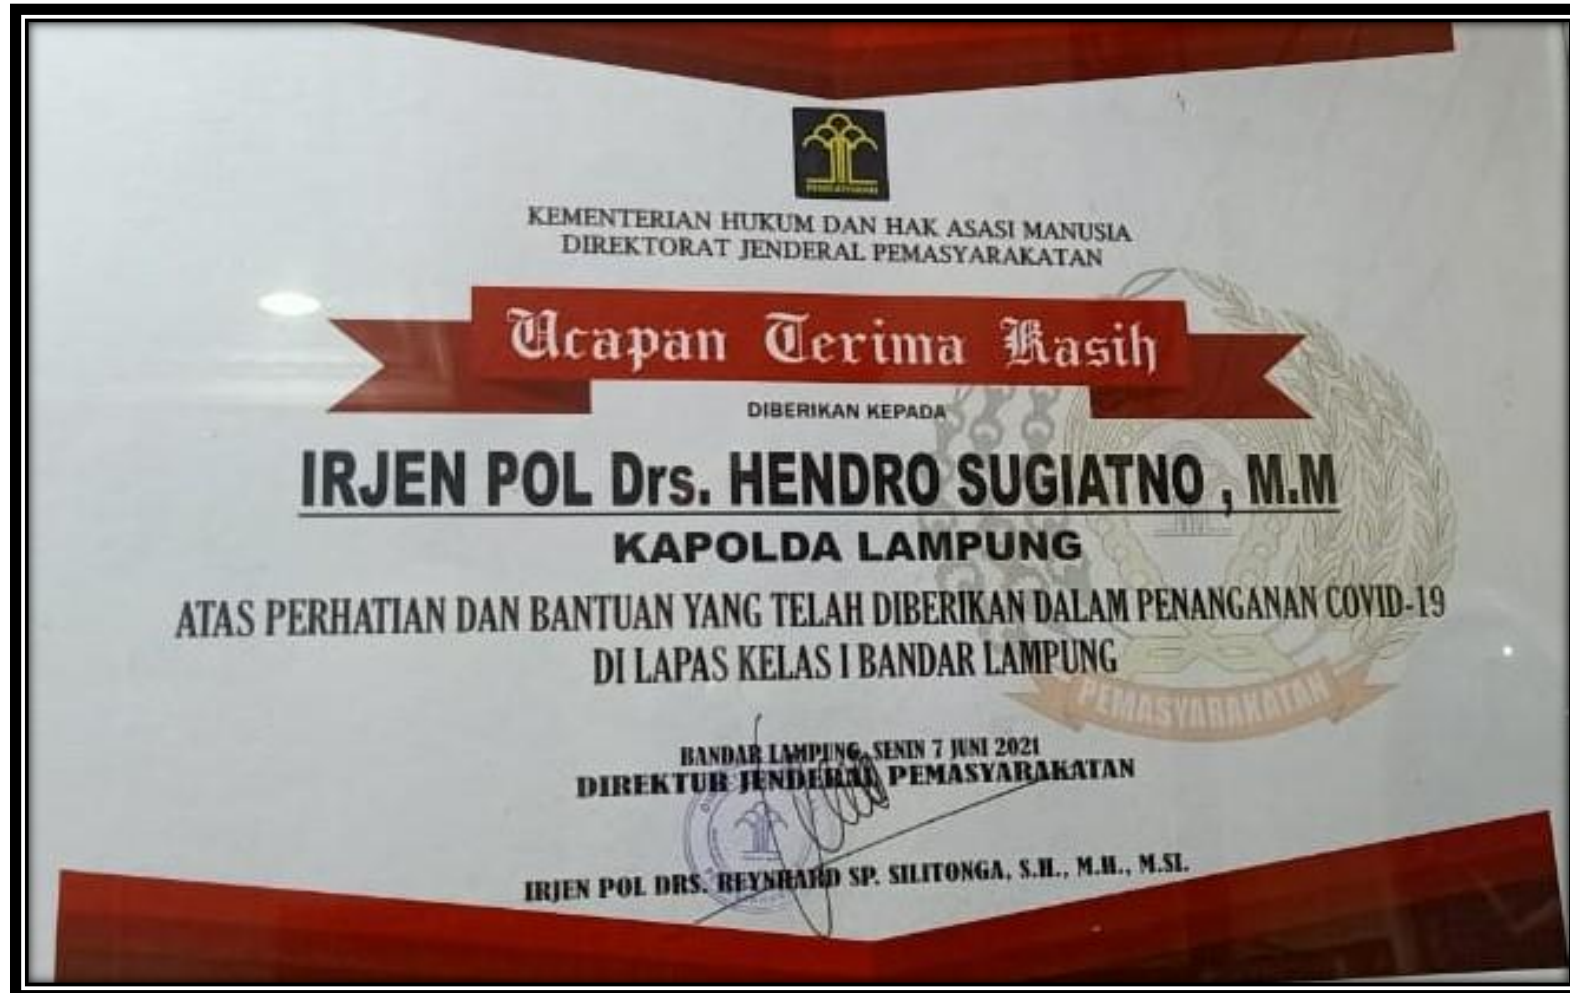 KEMENTERIAN HUKUM DAN HAK ASASI MANUSIA
DIREKTORAT JENDERAL PEMASYARAKATAN
Ucapan Terima Kasih
DIBERIKAN KEPADA
IRJEN POL Drs. HENDRO SUGIATNO , M.M
KAPOLDA LAMPUNG
ATAS PERHATIAN DAN BANTUAN YANG TELAH DIBERIKAN DALAM PENANGANAN COVID-19
DI LAPAS KELAS I BANDAR LAMPUNG
PEMASYARAKATAN
BANDAR LAMPUNG, SENIN 7 JUNI 2021
DIREKTUR JENDERAL PEMASYARAKATAN
IRJEN POL DRS. REYNHARD SP. SILITONGA, S.H., M.H., M.SI.